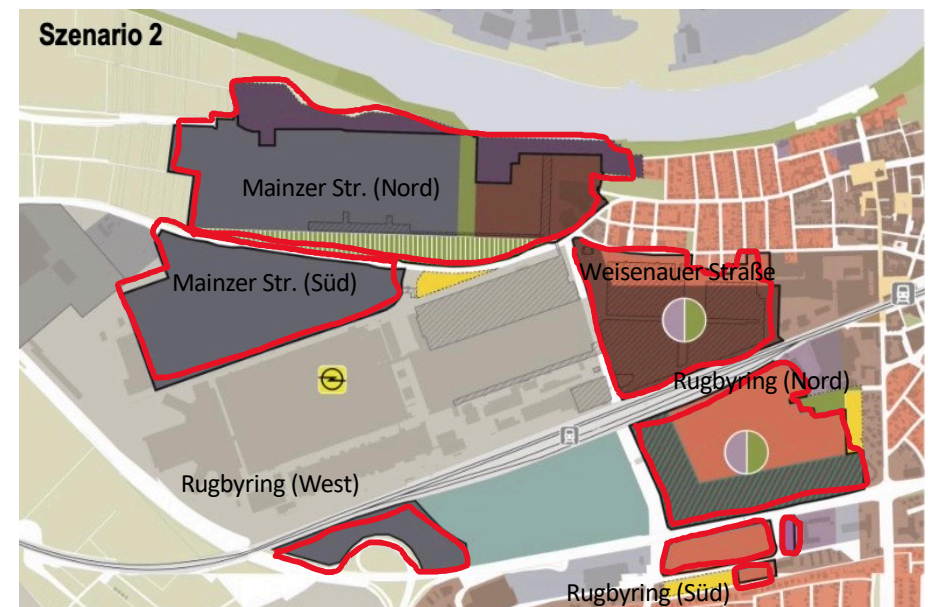 Szenario 2
Mainzer Str. (Nord)
Mainzer Str. (Süd)
Weisenauer Straße
Rugbyring (Nord)
Rugbyring (West)
Rugbyring (Süd)